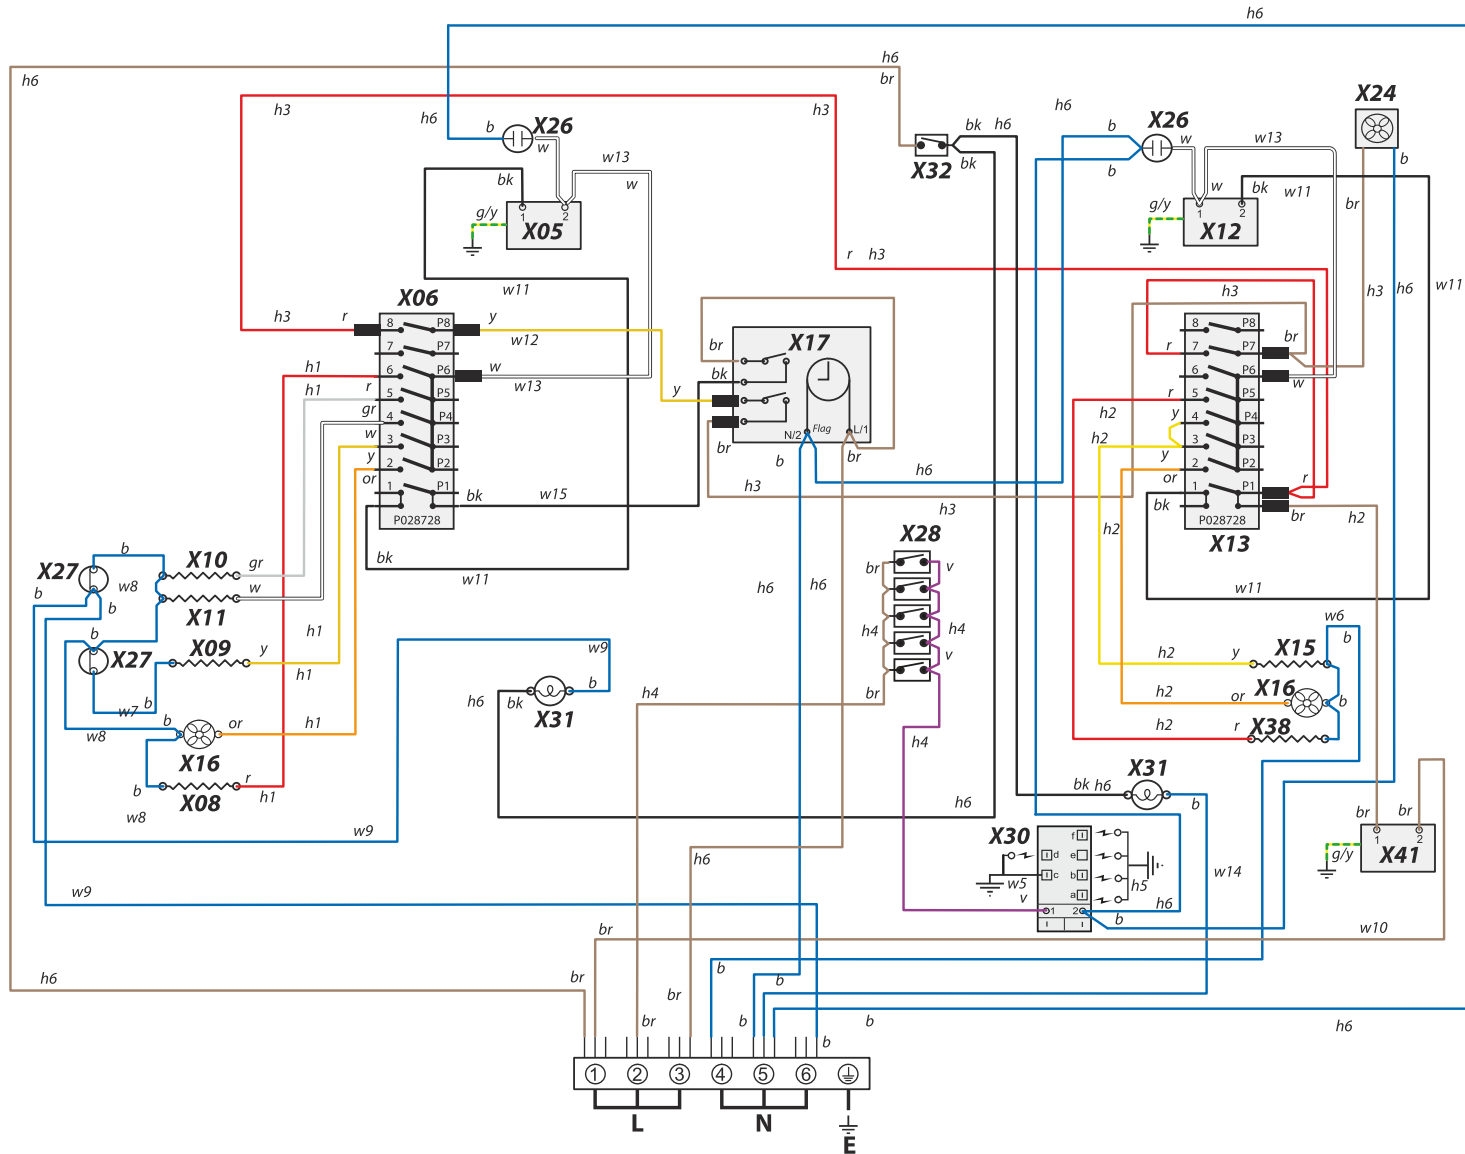 h6
h6
br
h6
h3
h3
h6
b
X26
w
w13
w
bk
g/y
1
2
X05
bk
h6
bk
X32
h6
b
b
X26
w
w13
w
X24
b
bk
w11
br
g/y
1
2
X12
r
h3
w11
w11
h3
h3
h6
X06
h3
r
8
P8
y
w12
7
P7
h1
6
P6
w
w13
h1
r
5
P5
gr
4
P4
w
3
P3
y
2
P2
or
1
P1
bk
w15
P028728
bk
w11
X17
br
bk
y
br
N/2
Flag
L/1
b
br
h6
h3
h3
8
P8
br
r
7
P7
6
P6
w
r
5
P5
h2
y
4
P4
h2
3
P3
y
2
P2
or
1
P1
r
bk
br
h2
P028728
X13
h2
w11
X28
br
v
h4
h4
v
br
h4
h4
h6
h6
X27
b
b
w8
b
X10
gr
w
X11
b
X27
X09
y
h1
h1
b
w7
w8
b
or
h1
X16
b
r
h1
X08
w8
w9
w9
w9
b
h6
bk
X31
h6
h6
w6
b
h2
y
X15
h2
or
X16
b
h2
r
X38
X31
bk
h6
b
w14
X30
f
d
e
c
b
a
w5
v
h5
1
2
h6
b
br
br
1
2
X41
g/y
w10
h6
br
br
br
br
b
b
b
b
b
h6
1
2
3
4
5
6
L
N
E